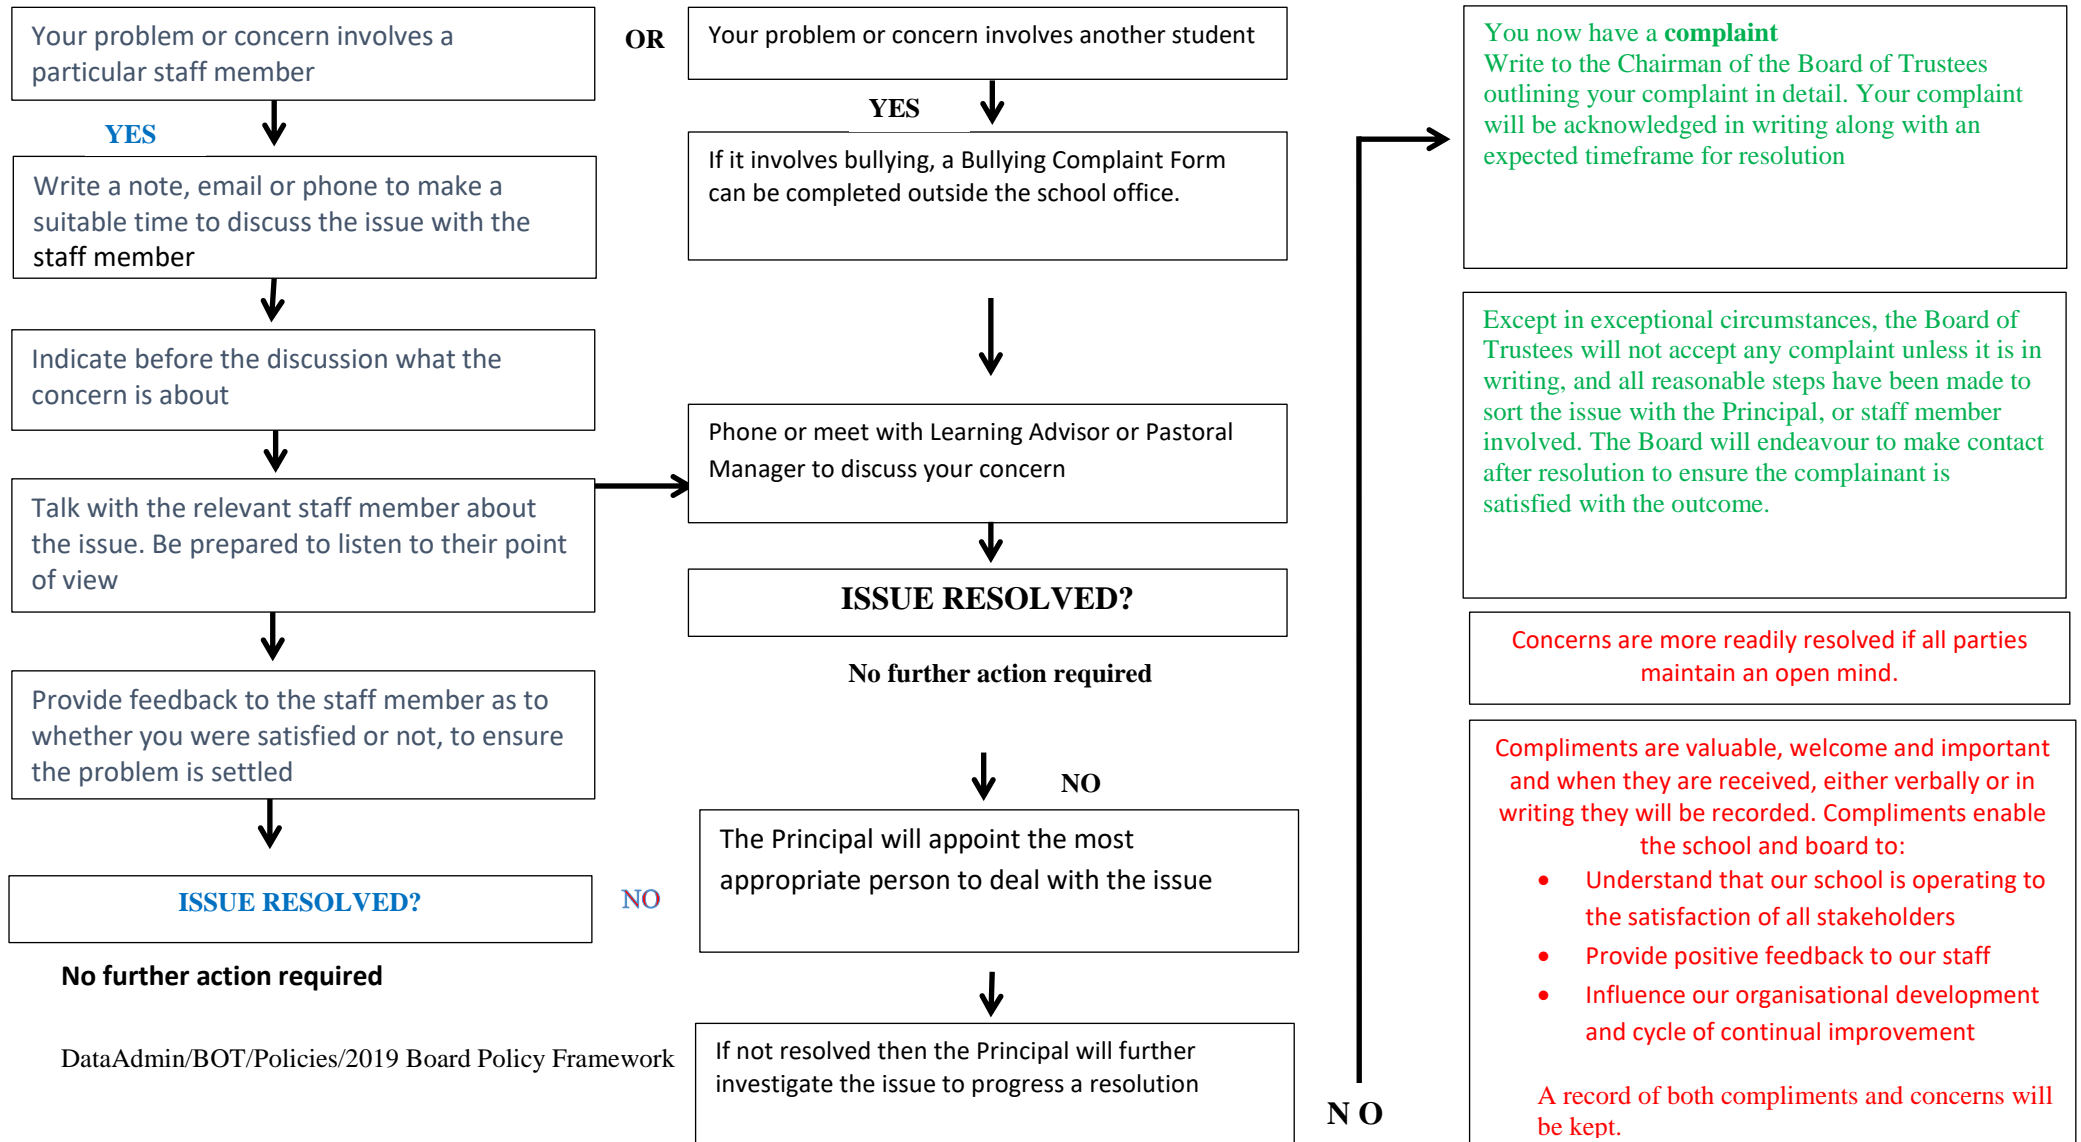 Your problem or concern involves a
particular staff member
YES
Write a note, email or phone to make a
suitable time to discuss the issue with the
staff member
Indicate before the discussion what the
concern is about
Talk with the relevant staff member about
the issue. Be prepared to listen to their point
of view
Provide feedback to the staff member as to
whether you were satisfied or not, to ensure
the problem is settled
ISSUE RESOLVED?
NO
No further action required
DataAdmin/BOT/Policies/2019 Board Policy Framework
OR
Your problem or concern involves another student
YES
If it involves bullying, a Bullying Complaint Form
can be completed outside the school office.
Phone or meet with Learning Advisor or Pastoral
Manager to discuss your concern
ISSUE RESOLVED?
No further action required
NO
The Principal will appoint the most
appropriate person to deal with the issue
If not resolved then the Principal will further
investigate the issue to progress a resolution
N O
You now have a complaint
Write to the Chairman of the Board of Trustees
outlining your complaint in detail. Your complaint
will be acknowledged in writing along with an
expected timeframe for resolution
Except in exceptional circumstances, the Board of
Trustees will not accept any complaint unless it is in
writing, and all reasonable steps have been made to
sort the issue with the Principal, or staff member
involved. The Board will endeavour to make contact
after resolution to ensure the complainant is
satisfied with the outcome.
Concerns are more readily resolved if all parties
maintain an open mind.
Compliments are valuable, welcome and important
and when they are received, either verbally or in
writing they will be recorded. Compliments enable
the school and board to:
• Understand that our school is operating to
the satisfaction of all stakeholders
• Provide positive feedback to our staff
• Influence our organisational development
and cycle of continual improvement
A record of both compliments and concerns will
be kept.